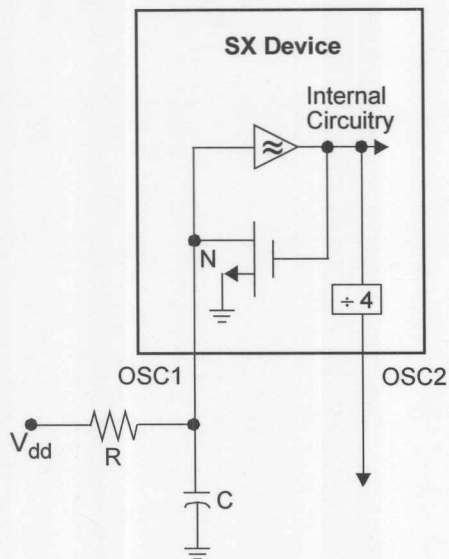 SX Device
Internal
Circuitry
≈
N
÷ 4
OSC1
OSC2
Vdd
R
C